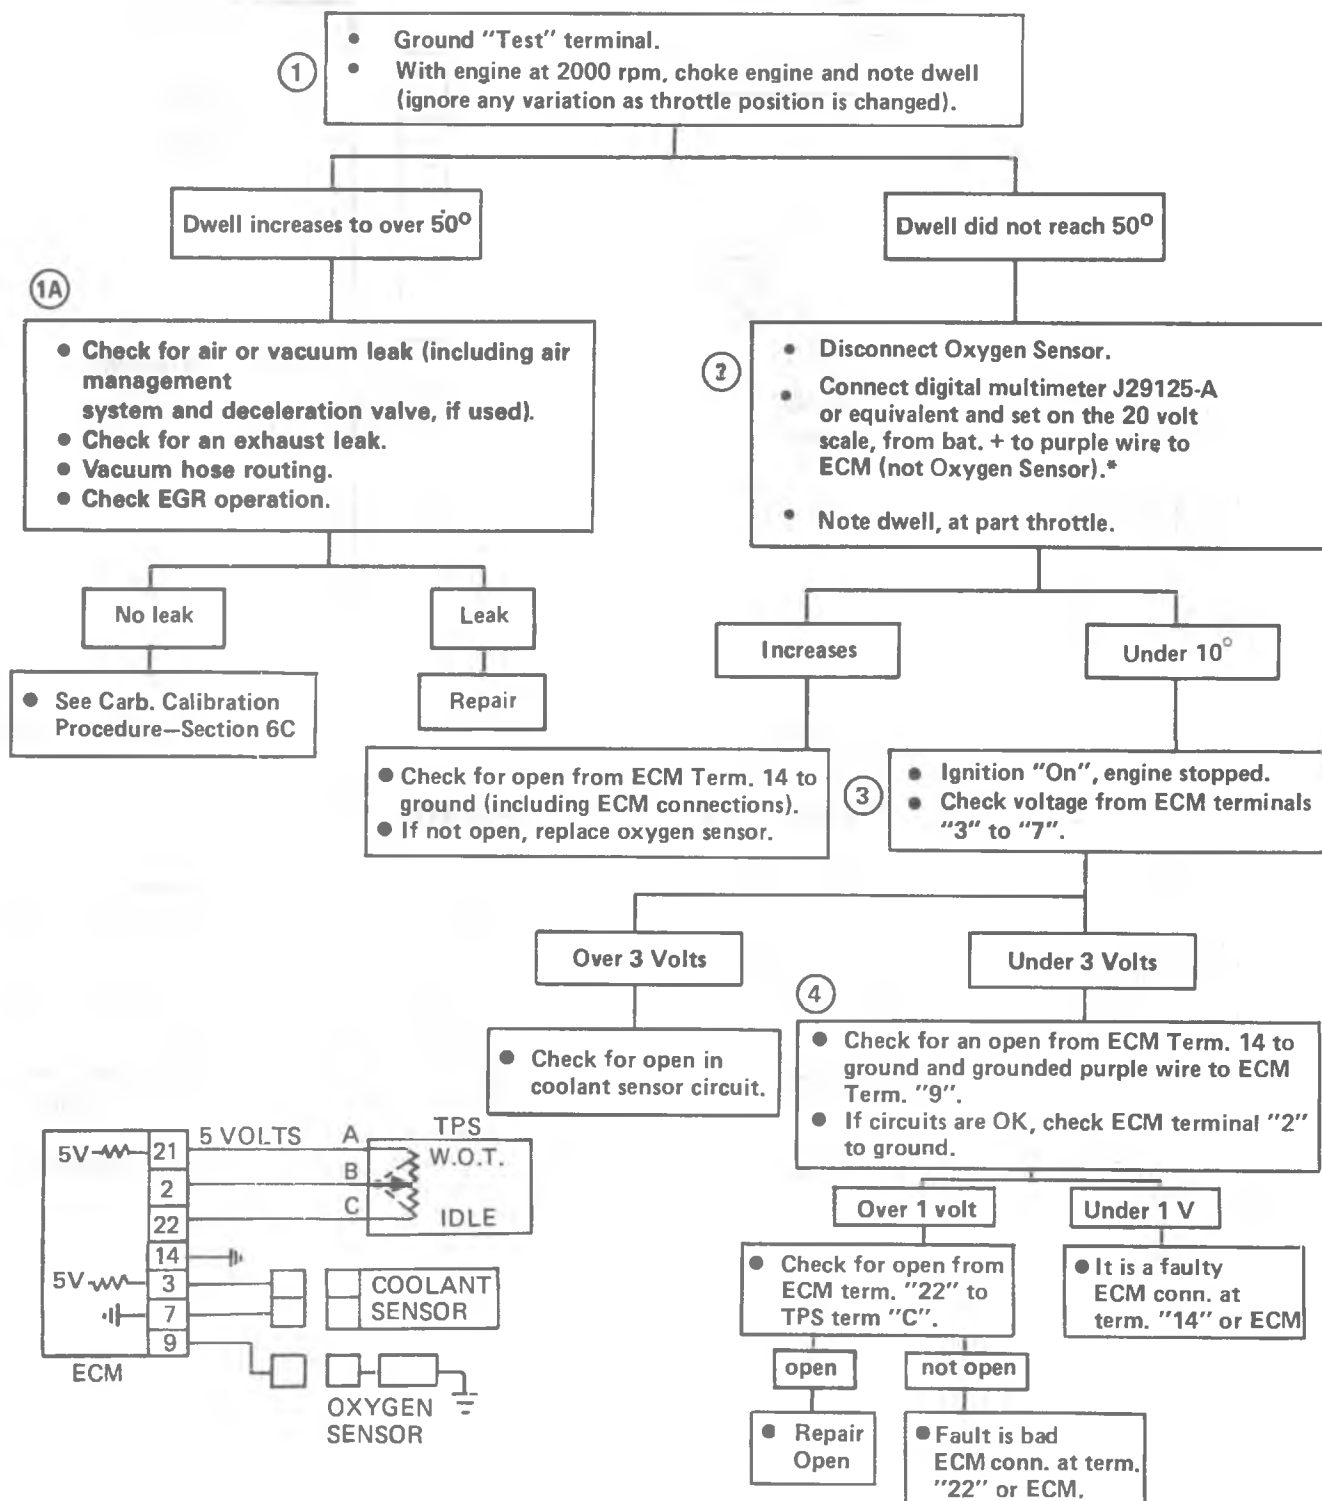 ● Ground "Test" terminal.
① ● With engine at 2000 rpm, choke engine and note dwell
(ignore any variation as throttle position is changed).
Dwell increases to over 50°
Dwell did not reach 50°
1A
● Check for air or vacuum leak (including air
management
system and deceleration valve, if used).
● Check for an exhaust leak.
● Vacuum hose routing.
● Check EGR operation.
②
● Disconnect Oxygen Sensor.
● Connect digital multimeter J29125-A
or equivalent and set on the 20 volt
scale, from bat. + to purple wire to
ECM (not Oxygen Sensor).*
● Note dwell, at part throttle.
No leak
Leak
Increases
Under 10°
● See Carb. Calibration
Procedure—Section 6C
Repair
● Check for open from ECM Term. 14 to
ground (including ECM connections).
● If not open, replace oxygen sensor.
③
● Ignition "On", engine stopped.
● Check voltage from ECM terminals
"3" to "7".
Over 3 Volts
Under 3 Volts
● Check for open in
coolant sensor circuit.
④
● Check for an open from ECM Term. 14 to
ground and grounded purple wire to ECM
Term. "9".
● If circuits are OK, check ECM terminal "2"
to ground.
Over 1 volt
Under 1 V
● Check for open from
ECM term. "22" to
TPS term "C".
● It is a faulty
ECM conn. at
term. "14" or ECM
open
not open
● Repair
Open
● Fault is bad
ECM conn. at term.
"22" or ECM.
5V 21 5 VOLTS A TPS
W.O.T.
2 B
22 C IDLE
14
5V 3 COOLANT
7 SENSOR
9
ECM
OXYGEN
SENSOR